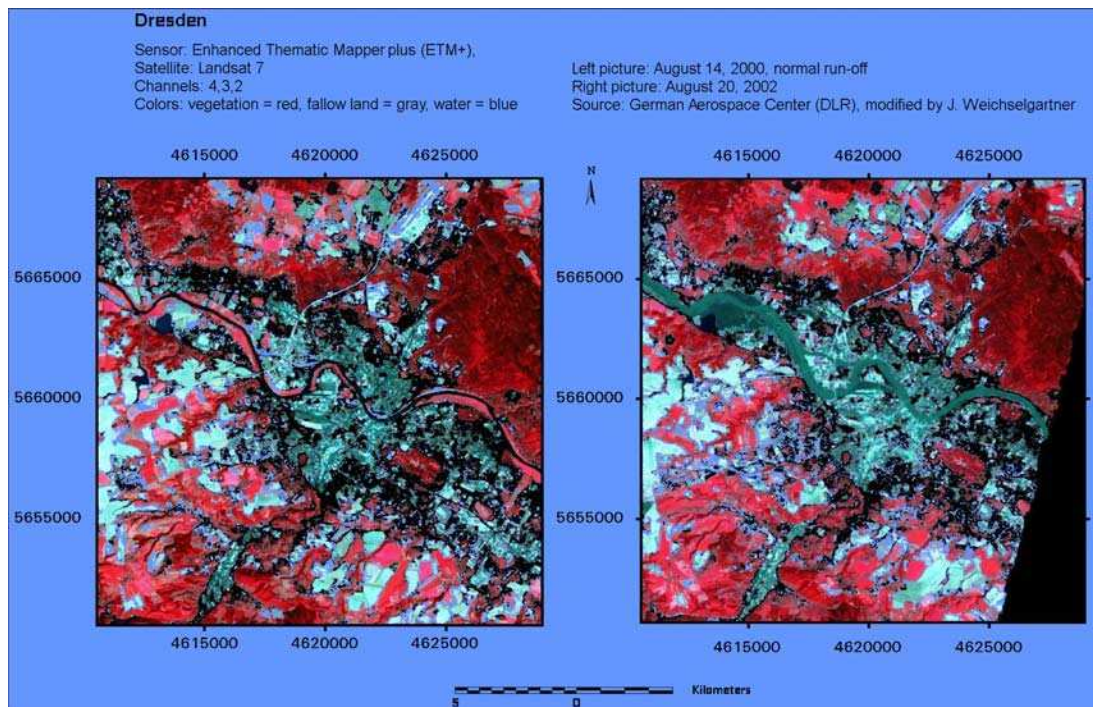 Dresden
Sensor: Enhanced Thematic Mapper plus (ETM+),
Satellite: Landsat 7
Channels: 4,3,2
Colors: vegetation = red, fallow land = gray, water = blue
Left picture: August 14, 2000, normal run-off
Right picture: August 20, 2002
Source: German Aerospace Center (DLR), modified by J. Weichselgartner
4615000 4620000 4625000
N
4615000 4620000 4625000
5665000
5660000
5655000
5665000
5660000
5655000
4615000 4620000 4625000
4615000 4620000 4625000
Kilometers
5 0